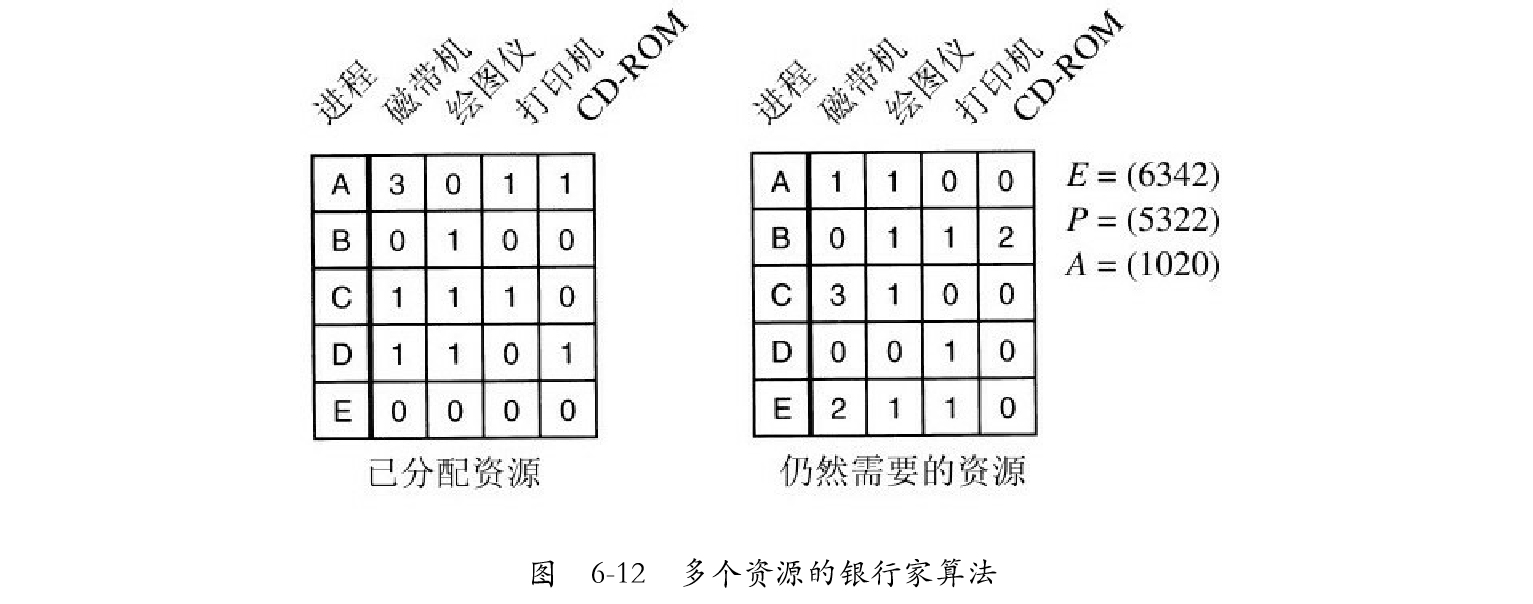 进程 磁带机 绘图仪 打印机 CD-ROM
A 3 0 1 1
B 0 1 0 0
C 1 1 1 0
D 1 1 0 1
E 0 0 0 0
已分配资源
进程 磁带机 绘图仪 打印机 CD-ROM
A 1 1 0 0
B 0 1 1 2
C 3 1 0 0
D 0 0 1 0
E 2 1 1 0
仍然需要的资源
E = (6342)
P = (5322)
A = (1020)
图 6-12 多个资源的银行家算法